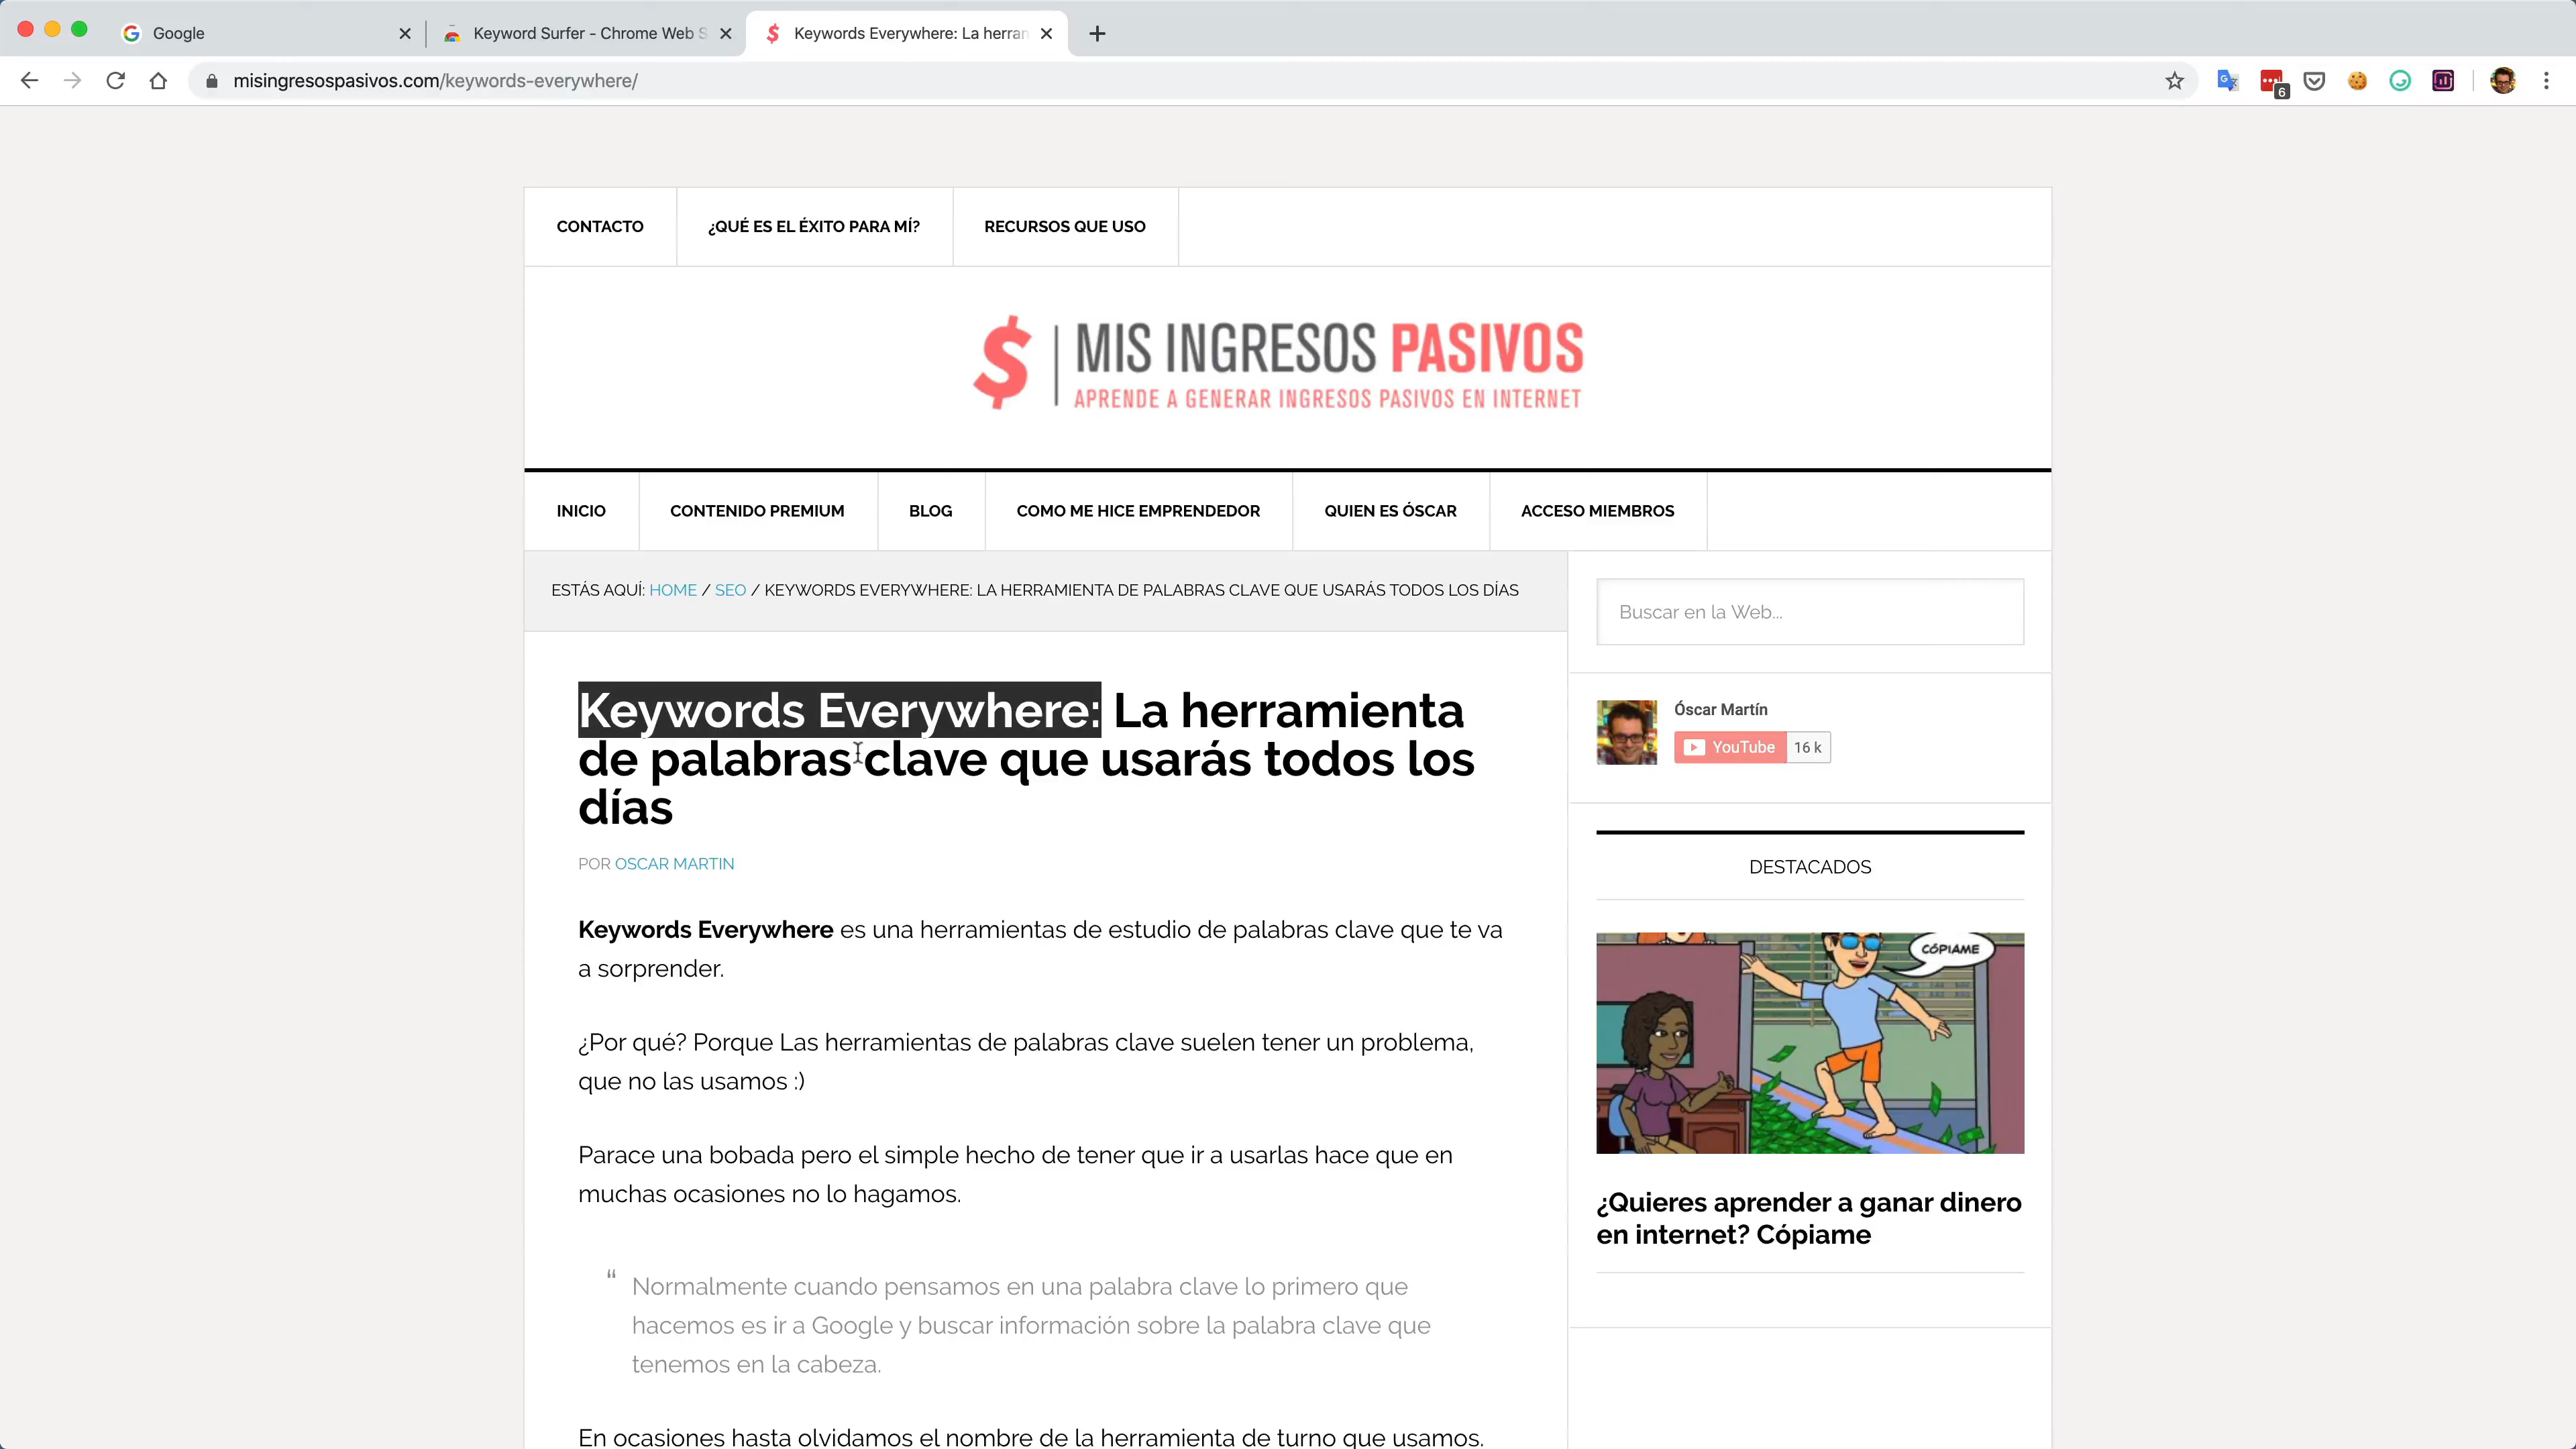 Google
Keyword Surfer - Chrome Web S
Keywords Everywhere: La herran
misingresospasivos.com/keywords-everywhere/
6
CONTACTO
¿QUÉ ES EL ÉXITO PARA MÍ?
RECURSOS QUE USO
$ | MIS INGRESOS PASIVOS
APRENDE A GENERAR INGRESOS PASIVOS EN INTERNET
INICIO
CONTENIDO PREMIUM
BLOG
COMO ME HICE EMPRENDEDOR
QUIEN ES ÓSCAR
ACCESO MIEMBROS
ESTÁS AQUÍ: HOME / SEO / KEYWORDS EVERYWHERE: LA HERRAMIENTA DE PALABRAS CLAVE QUE USARÁS TODOS LOS DÍAS
Keywords Everywhere: La herramienta
de palabras clave que usarás todos los
días
POR OSCAR MARTIN
Keywords Everywhere es una herramientas de estudio de palabras clave que te va
a sorprender.
¿Por qué? Porque Las herramientas de palabras clave suelen tener un problema,
que no las usamos :)
Parace una bobada pero el simple hecho de tener que ir a usarlas hace que en
muchas ocasiones no lo hagamos.
“ Normalmente cuando pensamos en una palabra clave lo primero que
hacemos es ir a Google y buscar información sobre la palabra clave que
tenemos en la cabeza.
En ocasiones hasta olvidamos el nombre de la herramienta de turno que usamos.
Buscar en la Web...
Óscar Martín
YouTube 16 k
DESTACADOS
CÓPIAME
¿Quieres aprender a ganar dinero
en internet? Cópiame